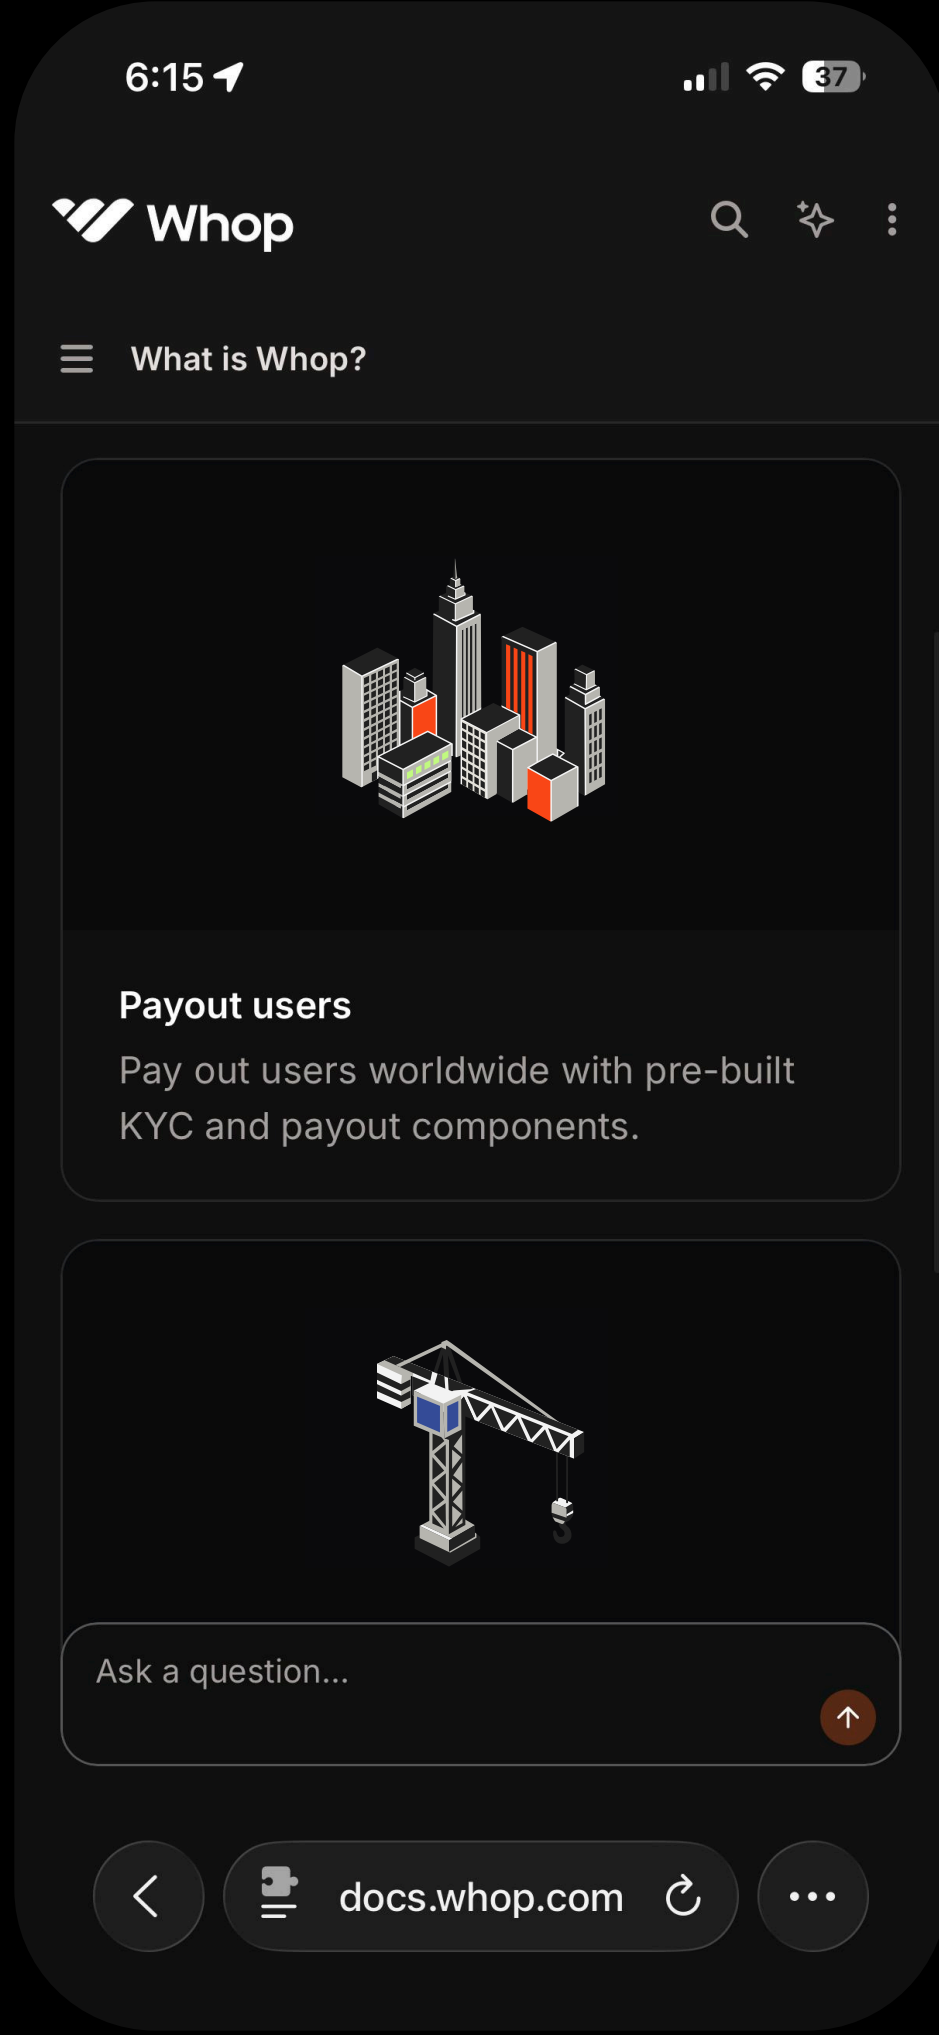 6:15
37
Whop
What is Whop?
Payout users
Pay out users worldwide with pre-built
KYC and payout components.
Ask a question...
docs.whop.com